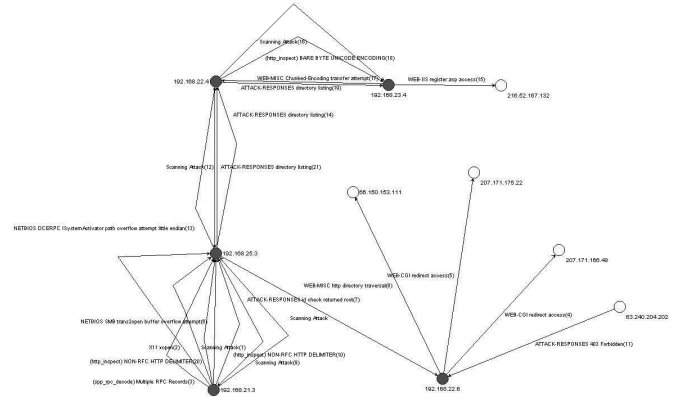 Scanning Attack(16)
(http_inspect) BARE BYTE UNICODE ENCODING(18)
WEB-MISC Chunked-Encoding transfer attempt(17)
WEB-IIS register.asp access(15)
192.168.22.4
ATTACK-RESPONSES directory listing(19)
192.168.23.4
216.52.167.132
ATTACK-RESPONSES directory listing(14)
Scanning Attack(12)
ATTACK-RESPONSES directory listing(21)
207.171.175.22
66.150.153.111
NETBIOS DCERPC ISystemActivator path overflow attempt little endian(13)
192.168.25.3
207.171.166.48
WEB-CGI redirect access(5)
WEB-MISC http directory traversal(8)
ATTACK-RESPONSES id check returned root(7)
63.240.204.202
WEB-CGI redirect access(4)
Scanning Attack
NETBIOS SMB trans2open buffer overflow attempt(9)
X11 xopen(2)
Scanning Attack(1)
ATTACK-RESPONSES 403 Forbidden(11)
(http_inspect) NON-RFC HTTP DELIMITER(10)
(http_inspect) NON-RFC HTTP DELIMITER(20)
Scanning Attack(6)
(spp_rpc_decode) Multiple RPC Records(3)
192.168.21.3
192.168.22.6